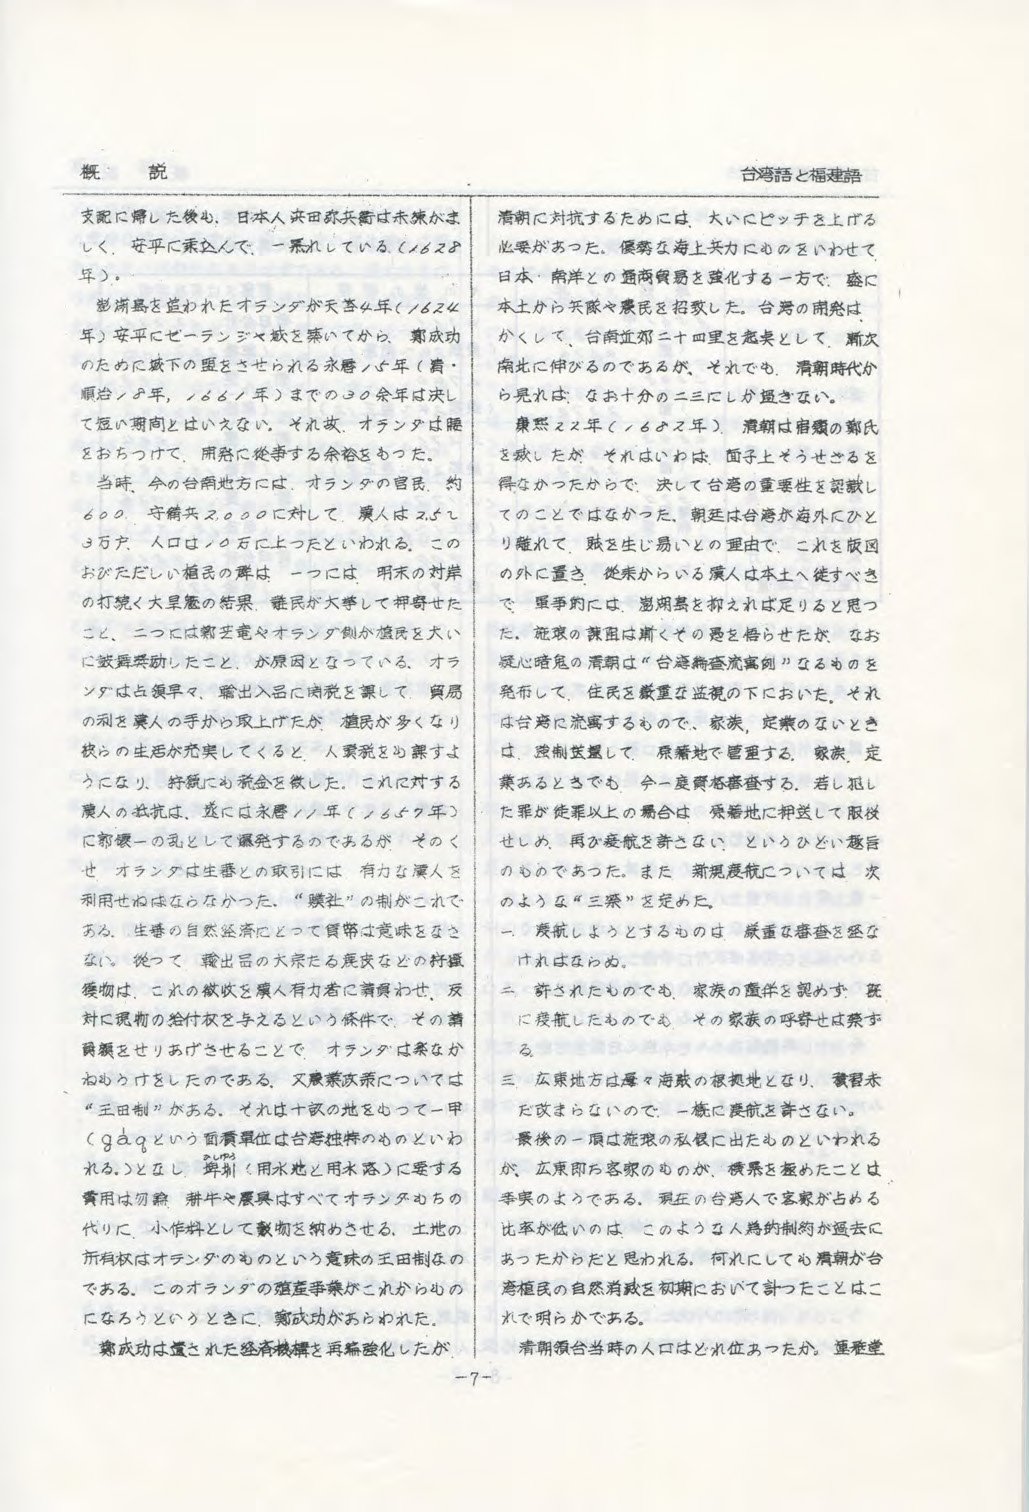 概説
台湾語と福建語
支配に帰した後も、日本人浜田弥兵衛は未練がま
しく、安平に乗込んで、一暴れしている(1628
年)。
澎湖島を追われたオランダが天啓4年(1624
年)安平にゼーランジャ城を築いてから、鄭成功
のために城下の盟をさせられる永暦15年(清・
順治18年,1661年)までの30余年は決し
て短い期間とはいえない。それ故、オランダは腰
をおちつけて、開発に従事する余裕をもった。
当時、今の台南地方には、オランダの官民、約
600、守備兵2,000に対して、漢人は2.5~
3万戸、人口は10万に上ったといわれる。この
おびただしい植民の群は、一つには、明末の対岸
の打続く大旱魃の結果、難民が大挙して押寄せた
こと、二つには鄭芝竜やオランダ側が植民を大い
に鼓舞奨励したこと、が原因となっている。オラ
ンダは占領早々、輸出入品に関税を課して、貿易
の利を漢人の手から取上げたが、植民が多くなり
彼らの生活が充実してくると、人頭税をも課すよ
うになり、狩猟にも税金を徴した。これに対する
漢人の抵抗は、遂には永暦11年(1657年)
に郭懐一の乱として爆発するのであるが、そのく
せ、オランダは生番との取引には、有力な漢人を
利用せねばならなかった。“贌社”の制がこれで
ある。生番の自然経済にとって貨幣は意味をなさ
ない。従って、輸出品の大宗たる鹿皮などの狩猟
獲物は、これの徴収を漢人有力者に請負わせ、反
対に現物の給付权を与えるという條件で、その請
負額をせりあげさせることで、オランダは楽なか
ねもうけをしたのである。又農業政策については
“王田制”がある。それは十畝の地をもって一甲
(gáqという面積單位は台湾独特のものといわ
れる。)となし、埤圳(用水地と用水路)に要する
費用は勿論、耕牛や農具はすべてオランダもちの
代りに、小作料として穀物を納めさせる。土地の
所有权はオランダのものという意味の王田制なの
である。このオランダの殖産事業がこれからもの
になろうというときに、鄭成功があらわれた。
鄭成功は遺された経済機構を再編強化したが、
清朝に対抗するためには、大いにピッチを上げる
必要があった。優勢な海上兵力にものをいわせて、
日本・南洋との通商貿易を強化する一方で、盛に
本土から兵隊や農民を招致した。台湾の開発は、
かくして、台南近郊二十四里を起点として、漸次
南北に伸びるのであるが、それでも、清朝時代か
ら見れば、なお十分の二三にしか過ぎない。
康熙22年(1682年)、清朝は宿願の鄭氏
を敗したが、それはいわば、面子上そうせざるを
得なかったからで、決して台湾の重要性を認識し
てのことではなかった。朝廷は台湾が海外にひと
り離れて、賊を生じ易いとの理由で、これを版図
の外に置き、従来からいる漢人は本土へ徙すべき
で、軍事的には、澎湖島を抑えれば足りると思っ
た。施琅の諫阻は漸くその愚を悟らせたが、なお
疑心暗鬼の清朝は“台湾編査流寓例”なるものを
発布して、住民を厳重な監視の下においた。それ
は台湾に流寓するもので、家族，定業のないとき
は、強制送還して、原籍地で管理する、家族、定
業あるときでも、今一度資格審査する。若し犯し
た罪が徒罪以上の場合は、原籍地に押送して服役
せしめ、再び渡航を許さない、というひどい趣旨
のものであった。また、新規渡航については、次
のような“三禁”を定めた。
一、渡航しようとするものは、厳重な審査を経な
ければならぬ。
二、許されたものでも、家族の随伴を認めず、既
に渡航したものでも、その家族の呼寄せは禁ず
る。
三、広東地方は屡々海賊の根拠地となり、積習未
だ改まらないので、一概に渡航を許さない。
最後の一項は施琅の私恨に出たものといわれる
が、広東即ち客家のものが、横暴を極めたことは
事実のようである。現在の台湾人で客家が占める
比率が低いのは、このような人為的制約が過去に
あったからだと思われる。何れにしても清朝が台
湾植民の自然消滅を初期において計ったことはこ
れで明らかである。
清朝領台当時の人口はどれ位あったか。連雅堂
-7-